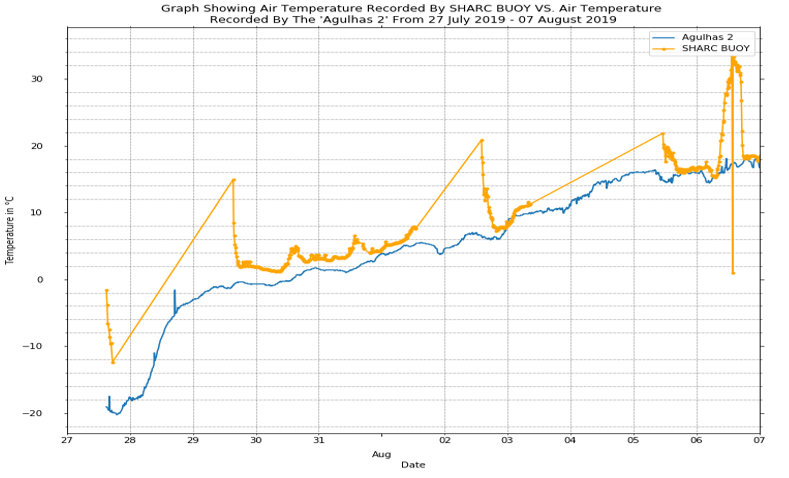 Graph Showing Air Temperature Recorded By SHARC BUOY VS. Air Temperature
Recorded By The 'Agulhas 2' From 27 July 2019 - 07 August 2019
Agulhas 2
SHARC BUOY
30
20
10
0
−10
−20
Temperature in °C
27 28 29 30 31 02 03 04 05 06 07
Aug
Date